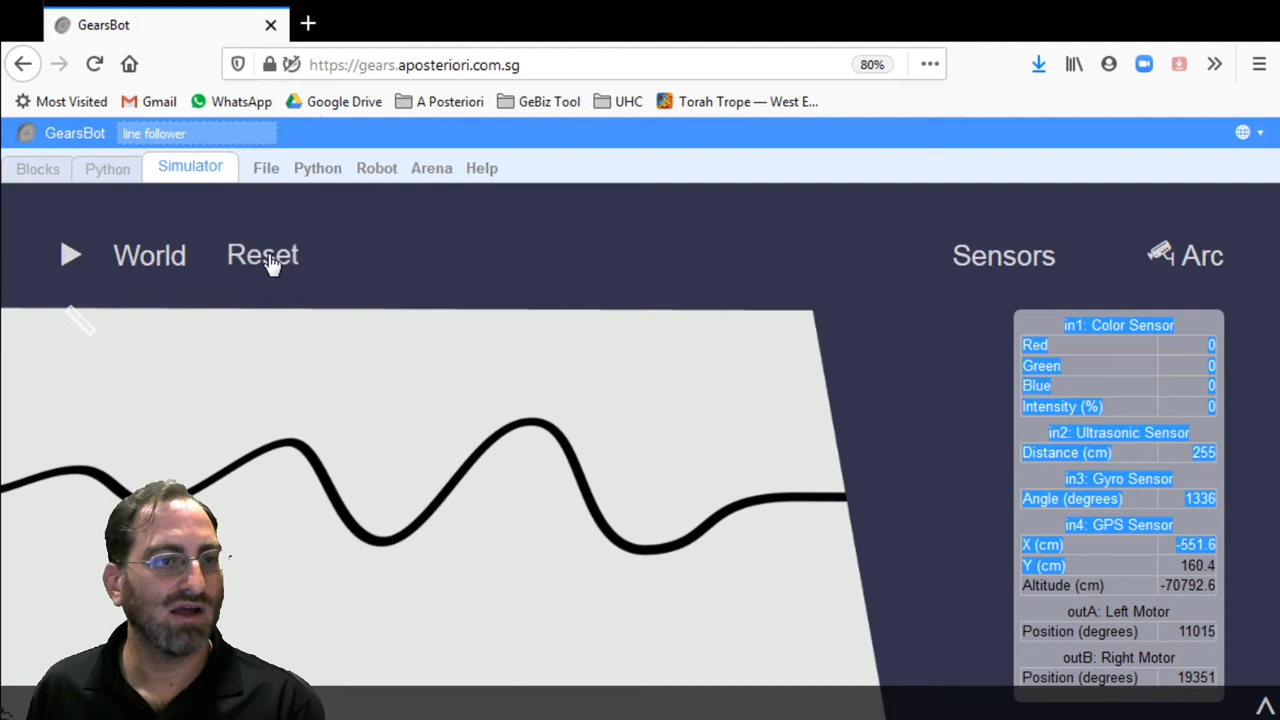 GearsBot
https://gears.aposteriori.com.sg 80%
Most Visited Gmail WhatsApp Google Drive A Posteriori GeBiz Tool UHC Torah Trope — West E...
GearsBot line follower
Blocks Python Simulator File Python Robot Arena Help
World Reset Sensors Arc
in1: Color Sensor
Red 0
Green 0
Blue 0
Intensity (%) 0
in2: Ultrasonic Sensor
Distance (cm) 255
in3: Gyro Sensor
Angle (degrees) 1336
in4: GPS Sensor
X (cm) -551.6
Y (cm) 160.4
Altitude (cm) -70792.6
outA: Left Motor
Position (degrees) 11015
outB: Right Motor
Position (degrees) 19351